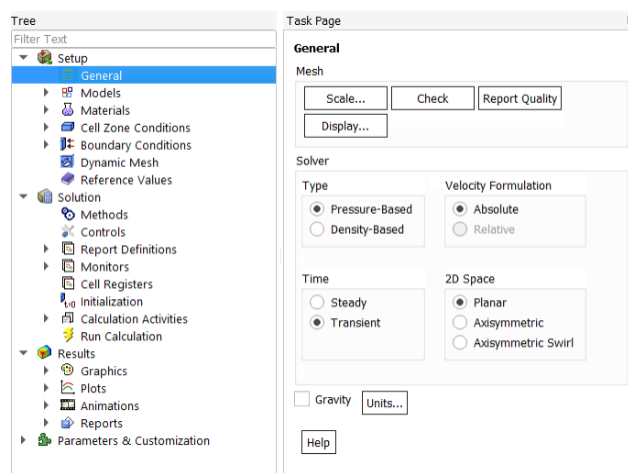 Tree
Filter Text
Setup
General
Models
Materials
Cell Zone Conditions
Boundary Conditions
Dynamic Mesh
Reference Values
Solution
Methods
Controls
Report Definitions
Monitors
Cell Registers
t=0 Initialization
Calculation Activities
Run Calculation
Results
Graphics
Plots
Animations
Reports
Parameters & Customization
Task Page
General
Mesh
Scale... Check Report Quality
Display...
Solver
Type Velocity Formulation
Pressure-Based Absolute
Density-Based Relative
Time 2D Space
Steady Planar
Transient Axisymmetric
Axisymmetric Swirl
Gravity Units...
Help